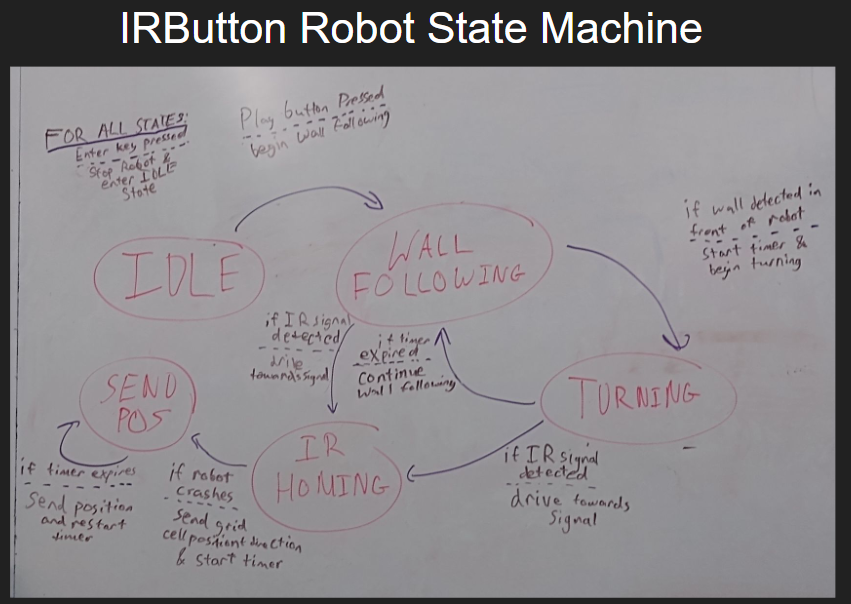 IRButton Robot State Machine
FOR ALL STATES:
Enter key pressed
Stop Robot &
enter IDLE
State
Play button Pressed
begin Wall Following
if wall detected in
front of robot
start timer &
begin turning
IDLE
WALL
FOLLOWING
if IR signal
detected
drive
towards signal
if timer
expired
continue
wall following
TURNING
SEND
POS
IR
HOMING
if IR signal
detected
drive towards
signal
if timer expires
Send position
and restart
timer
if robot
crashes
send grid
cell position + direction
& start timer